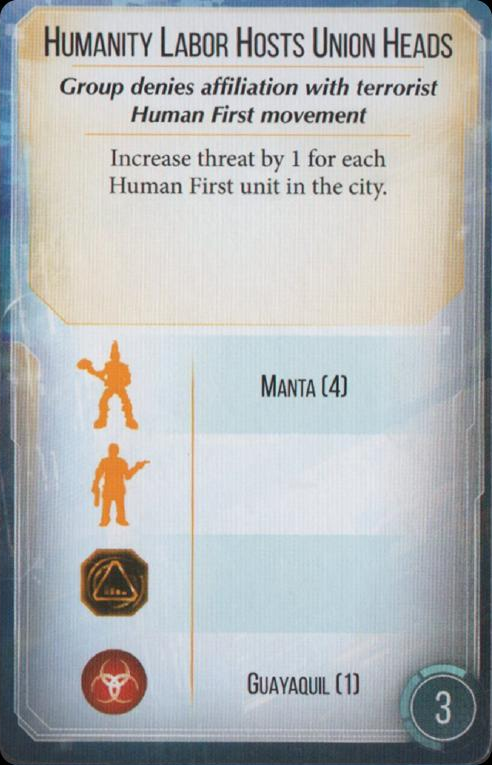 HUMANITY LABOR HOSTS UNION HEADS
Group denies affiliation with terrorist
Human First movement
Increase threat by 1 for each
Human First unit in the city.
MANTA (4)
GUAYAQUIL (1)
3